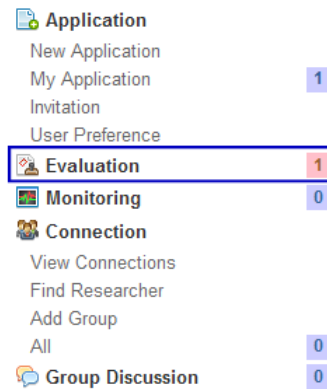 Application
New Application
My Application 1
Invitation
User Preference
Evaluation 1
Monitoring 0
Connection
View Connections
Find Researcher
Add Group
All 0
Group Discussion 0